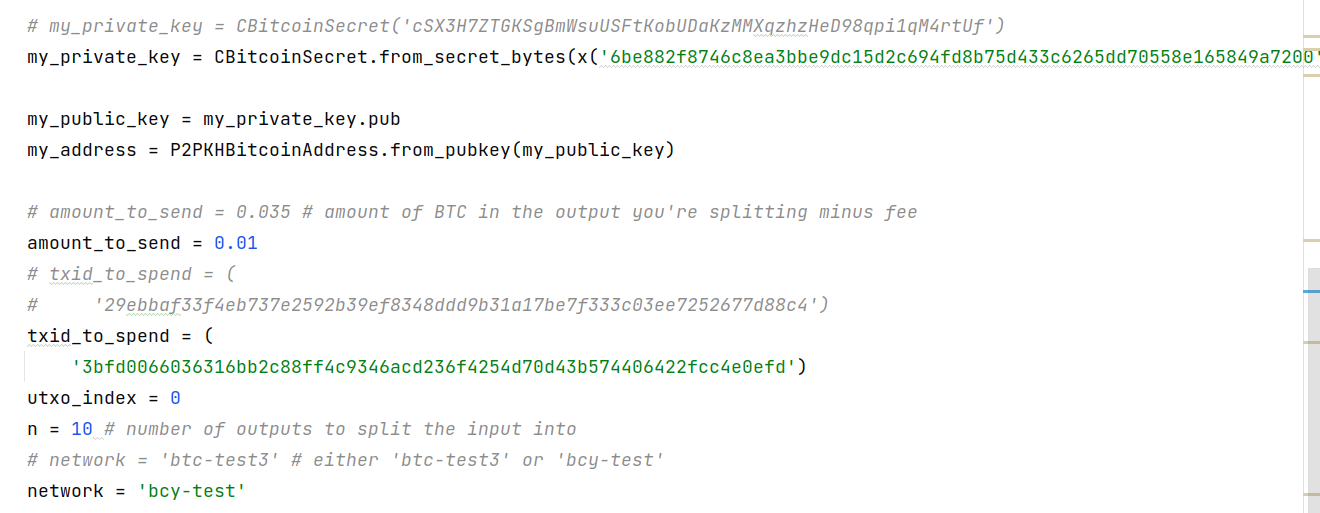 # my_private_key = CBitcoinSecret('cSX3H7ZTGKSgBmWsuUSFtKobUDaKzMMXqzhzHeD98qpi1qM4rtUf')
my_private_key = CBitcoinSecret.from_secret_bytes(x('6be882f8746c8ea3bbe9dc15d2c694fd8b75d433c6265dd70558e165849a7200'
my_public_key = my_private_key.pub
my_address = P2PKHBitcoinAddress.from_pubkey(my_public_key)
# amount_to_send = 0.035 # amount of BTC in the output you're splitting minus fee
amount_to_send = 0.01
# txid_to_spend = (
#     '29ebbaf33f4eb737e2592b39ef8348ddd9b31a17be7f333c03ee7252677d88c4')
txid_to_spend = (
    '3bfd0066036316bb2c88ff4c9346acd236f4254d70d43b574406422fcc4e0efd')
utxo_index = 0
n = 10 # number of outputs to split the input into
# network = 'btc-test3' # either 'btc-test3' or 'bcy-test'
network = 'bcy-test'